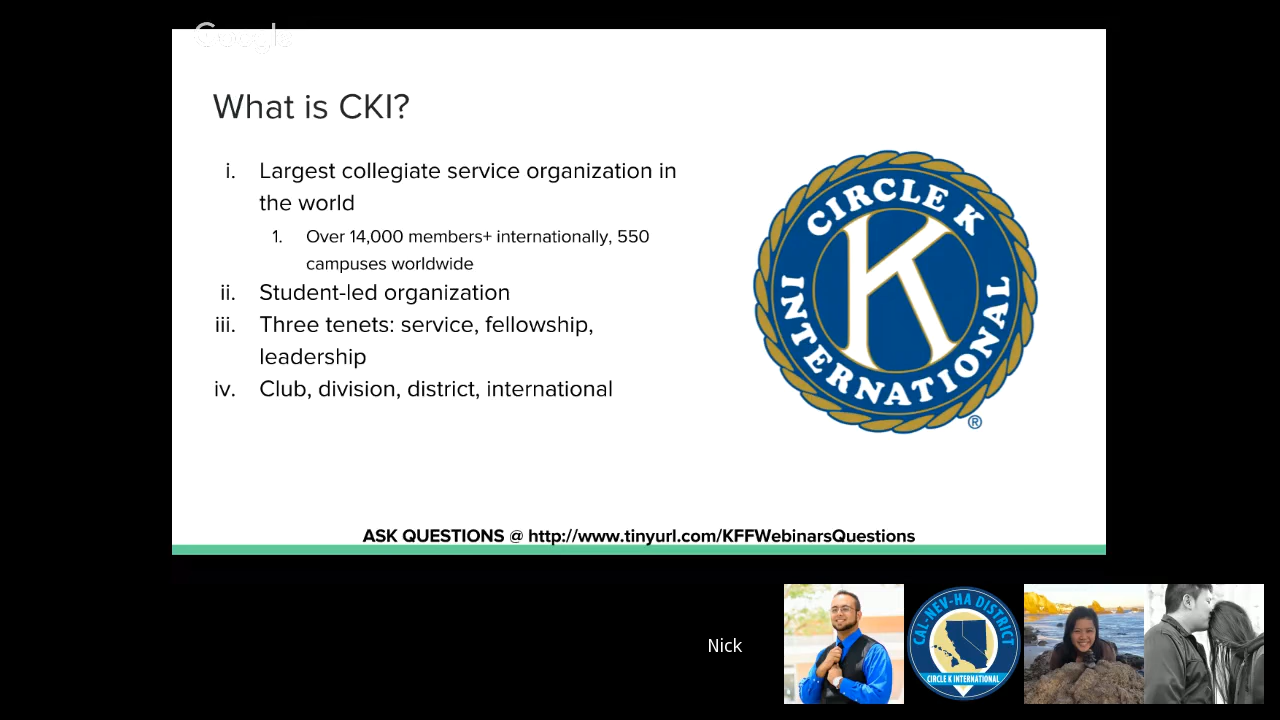 Google
What is CKI?
i. Largest collegiate service organization in
the world
1. Over 14,000 members+ internationally, 550
campuses worldwide
ii. Student-led organization
iii. Three tenets: service, fellowship,
leadership
iv. Club, division, district, international
CIRCLE K
INTERNATIONAL
K
®
ASK QUESTIONS @ http://www.tinyurl.com/KFFWebinarsQuestions
Nick
CAL-NEV-HA DISTRICT
CIRCLE K INTERNATIONAL